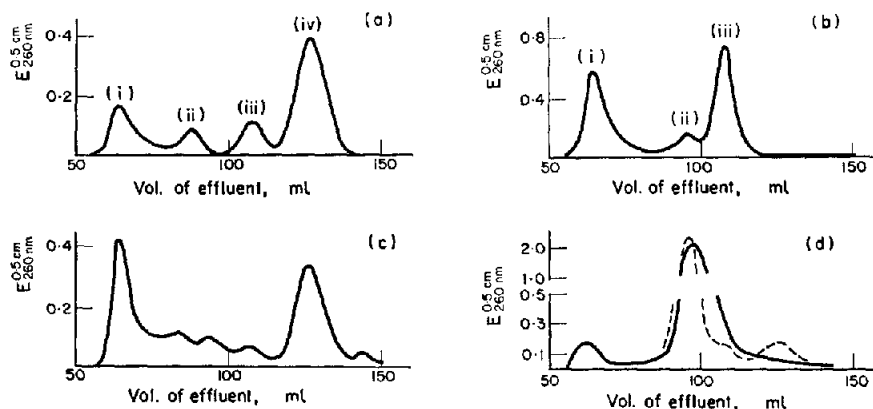 (a)
E 0·5 cm 260 nm
0·4
0·2
(i)
(ii)
(iii)
(iv)
50 100 150
Vol. of effluent, ml
(b)
E 0·5 cm 260 nm
0·8
0·4
(i)
(ii)
(iii)
50 100 150
Vol. of effluent, ml
(c)
E 0·5 cm 260 nm
0·4
0·2
50 100 150
Vol. of effluent, ml
(d)
E 0·5 cm 260 nm
2·0
1·0
0·5
0·3
0·1
50 100 150
Vol. of effluent, ml